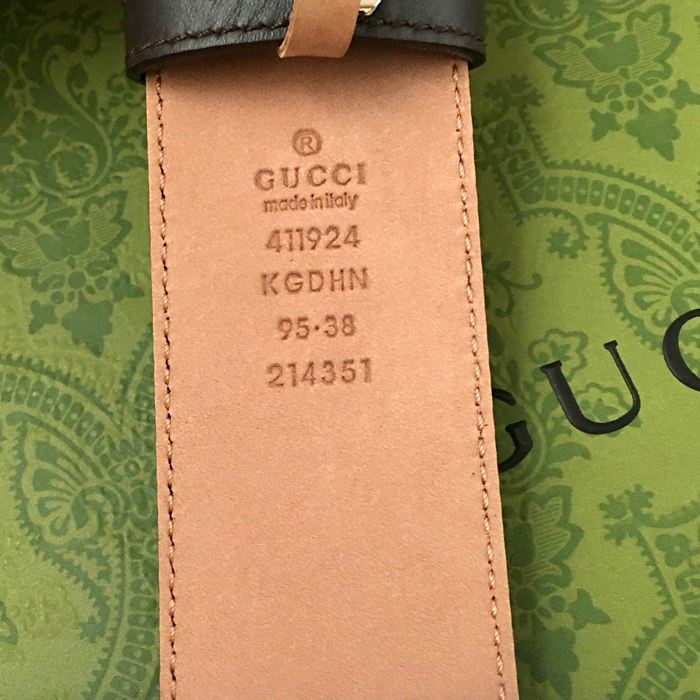 ®
GUCCI
made in italy
411924
KGDHN
95·38
214351
GUC